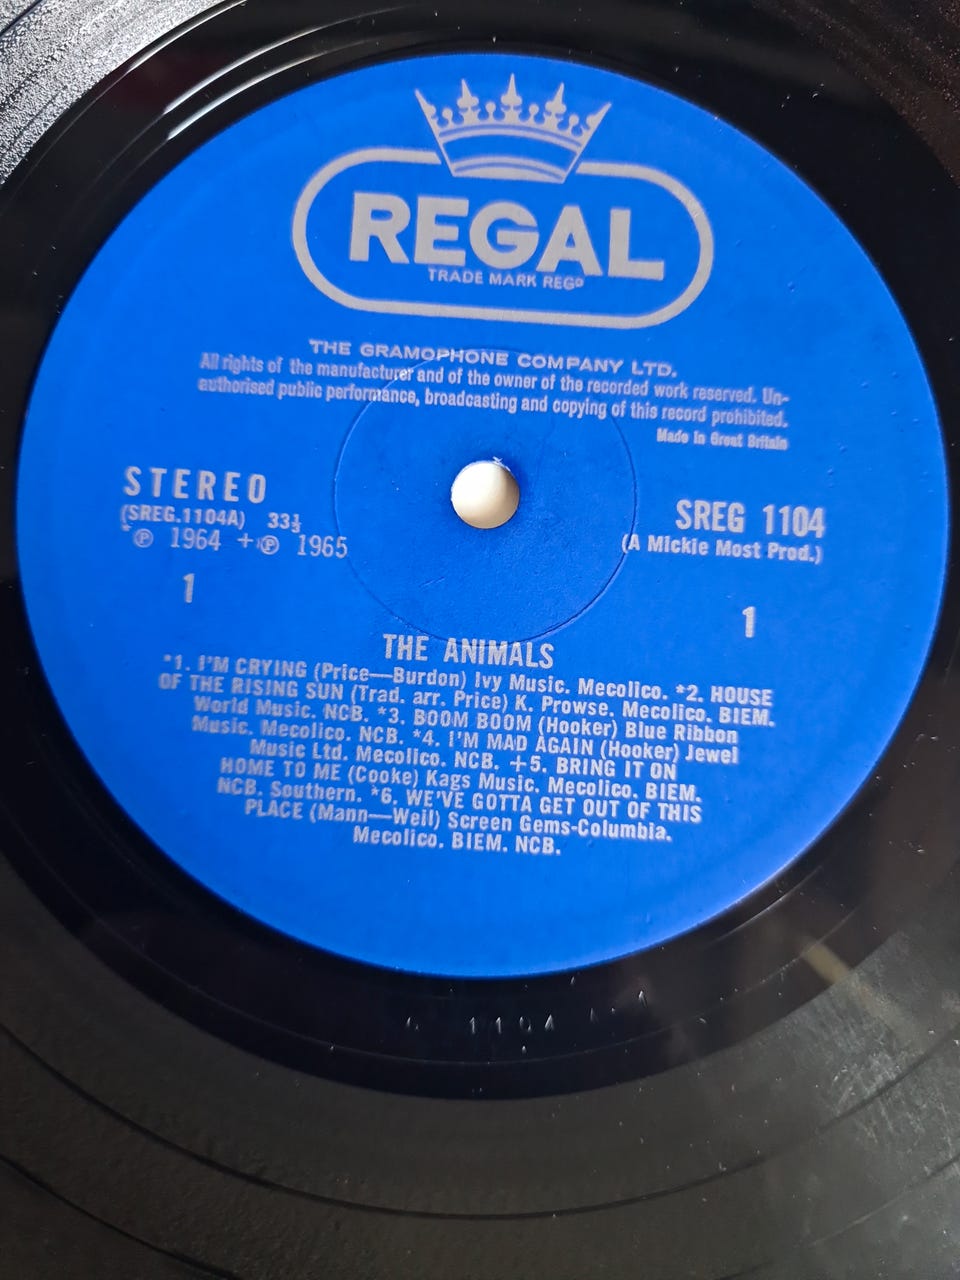 REGAL
TRADE MARK REGD
THE GRAMOPHONE COMPANY LTD.
All rights of the manufacturer and of the owner of the recorded work reserved. Un-
authorised public performance, broadcasting and copying of this record prohibited.
Made in Great Britain
STEREO
(SREG.1104A) 33⅓
*℗ 1964 +℗ 1965
1
SREG 1104
(A Mickie Most Prod.)
1
THE ANIMALS
*1. I'M CRYING (Price—Burdon) Ivy Music. Mecolico. *2. HOUSE
OF THE RISING SUN (Trad. arr. Price) K. Prowse. Mecolico. BIEM.
World Music. NCB. *3. BOOM BOOM (Hooker) Blue Ribbon
Music. Mecolico. NCB. *4. I'M MAD AGAIN (Hooker) Jewel
Music Ltd. Mecolico. NCB. +5. BRING IT ON
HOME TO ME (Cooke) Kags Music. Mecolico. BIEM.
NCB. Southern. *6. WE'VE GOTTA GET OUT OF THIS
PLACE (Mann—Weil) Screen Gems-Columbia.
Mecolico. BIEM. NCB.